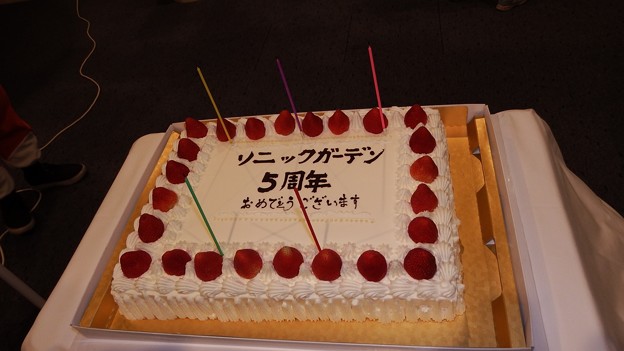 ソニックガーデン
5周年
おめでとうございます